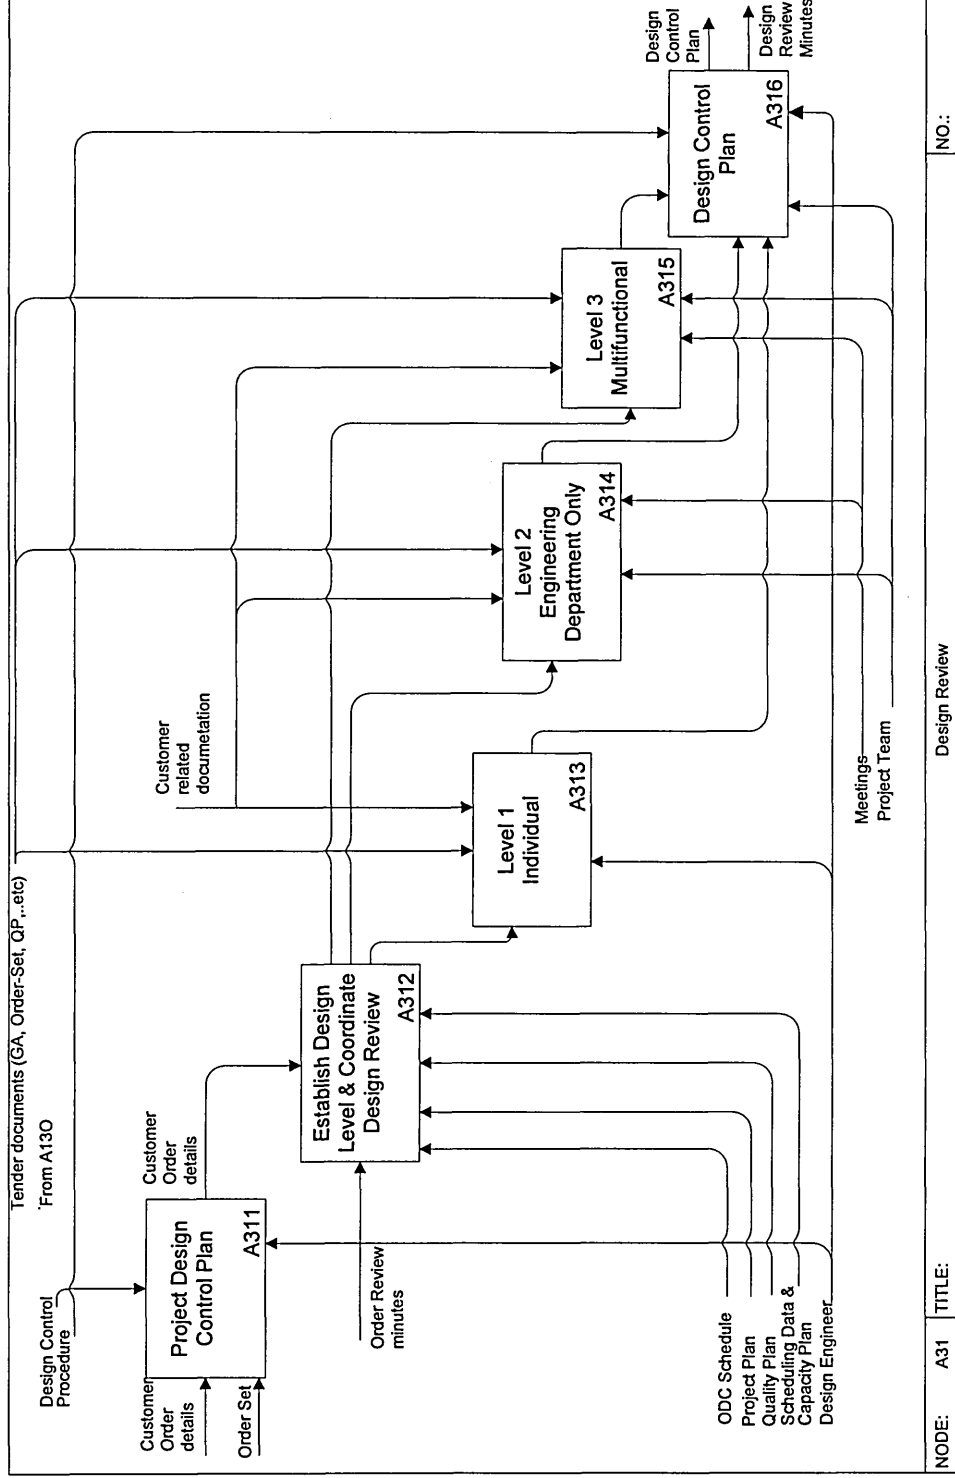 Tender documents (GA, Order-Set, QP,..etc)
From A13O
Design Control
Procedure
Customer
Order
details
Order Set
Project Design
Control Plan
A311
Customer
Order
details
Order Review
minutes
Establish Design
Level & Coordinate
Design Review
A312
Customer
related
documetation
Level 1
Individual
A313
Level 2
Engineering
Department Only
A314
Level 3
Multifunctional
A315
Design Control
Plan
A316
Design
Control
Plan
Design
Review
Minutes
ODC Schedule
Project Plan
Quality Plan
Scheduling Data &
Capacity Plan
Design Engineer
Meetings
Project Team
NODE:
A31
TITLE:
Design Review
NO.: